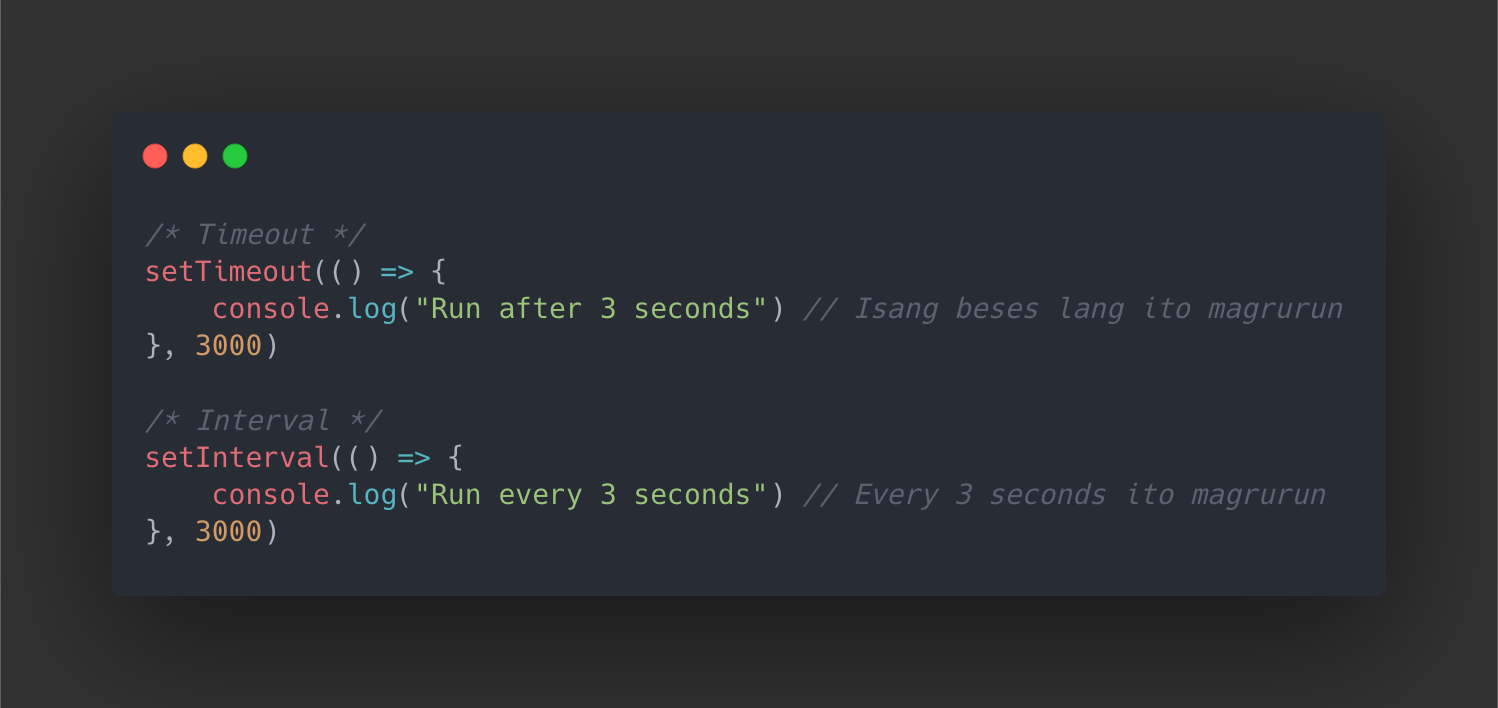 /* Timeout */
setTimeout(() => {
    console.log("Run after 3 seconds") // Isang beses lang ito magrurun
}, 3000)

/* Interval */
setInterval(() => {
    console.log("Run every 3 seconds") // Every 3 seconds ito magrurun
}, 3000)